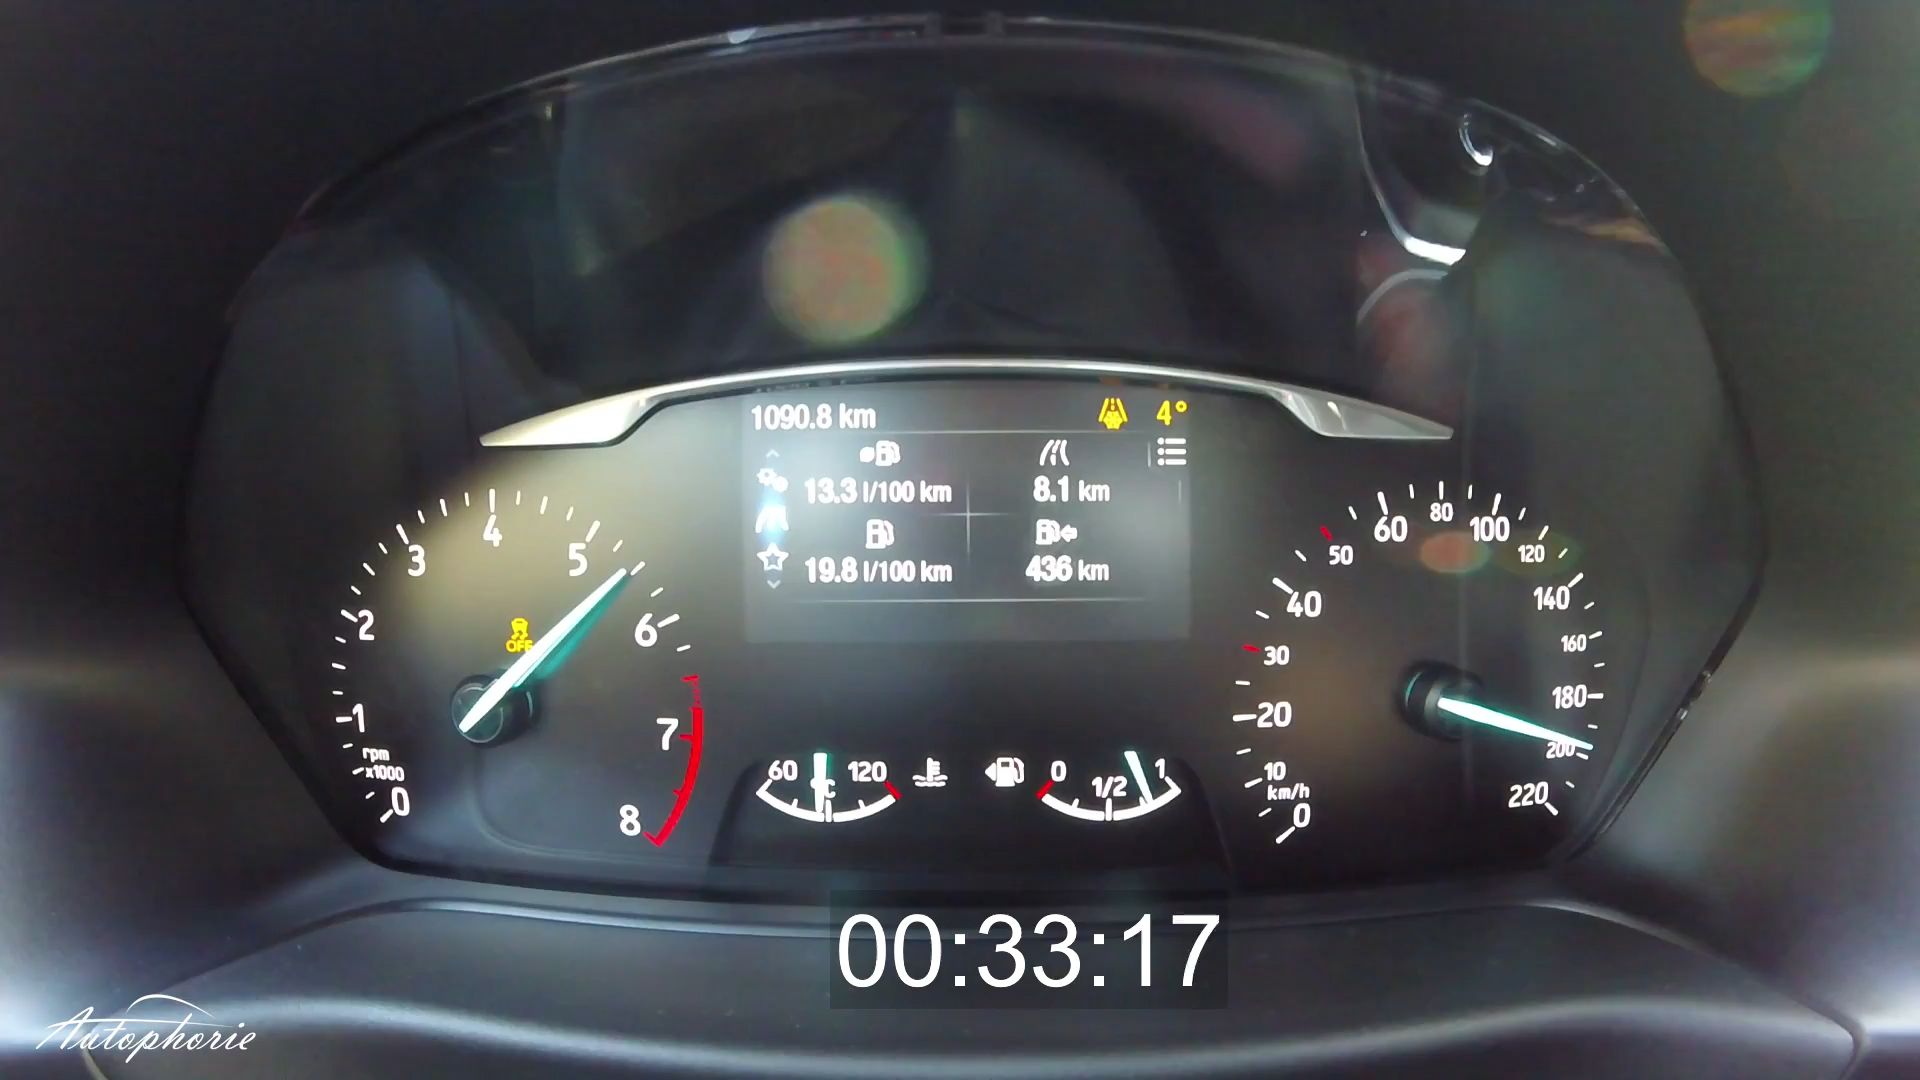 1090.8 km
4°
13.3 l/100 km
8.1 km
19.8 l/100 km
436 km
0
1
2
3
4
5
6
7
8
rpm
x1000
OFF
60
120
°C
0
1/2
1
0
10
20
30
40
50
60
80
100
120
140
160
180
200
220
km/h
00:33:17
Autophorie